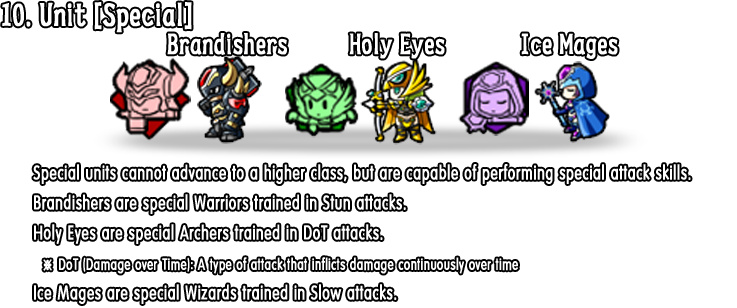 10. Unit [Special]
Brandishers Holy Eyes Ice Mages
Special units cannot advance to a higher class, but are capable of performing special attack skills.
Brandishers are special Warriors trained in Stun attacks.
Holy Eyes are special Archers trained in DoT attacks.
※ DoT (Damage over Time): A type of attack that inflicts damage continuously over time
Ice Mages are special Wizards trained in Slow attacks.